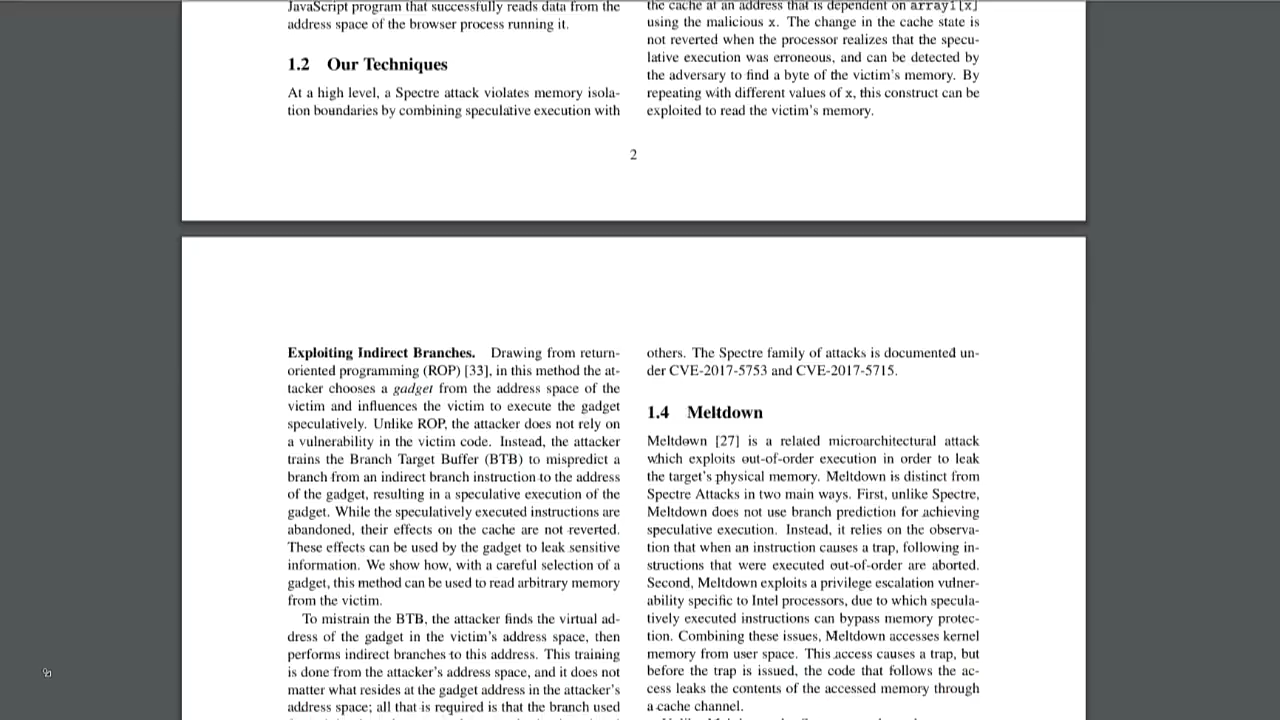 JavaScript program that successfully reads data from the
address space of the browser process running it.
1.2 Our Techniques
At a high level, a Spectre attack violates memory isola-
tion boundaries by combining speculative execution with
the cache at an address that is dependent on array1[x]
using the malicious x. The change in the cache state is
not reverted when the processor realizes that the specu-
lative execution was erroneous, and can be detected by
the adversary to find a byte of the victim's memory. By
repeating with different values of x, this construct can be
exploited to read the victim's memory.
2
Exploiting Indirect Branches. Drawing from return-
oriented programming (ROP) [33], in this method the at-
tacker chooses a gadget from the address space of the
victim and influences the victim to execute the gadget
speculatively. Unlike ROP, the attacker does not rely on
a vulnerability in the victim code. Instead, the attacker
trains the Branch Target Buffer (BTB) to mispredict a
branch from an indirect branch instruction to the address
of the gadget, resulting in a speculative execution of the
gadget. While the speculatively executed instructions are
abandoned, their effects on the cache are not reverted.
These effects can be used by the gadget to leak sensitive
information. We show how, with a careful selection of a
gadget, this method can be used to read arbitrary memory
from the victim.
To mistrain the BTB, the attacker finds the virtual ad-
dress of the gadget in the victim's address space, then
performs indirect branches to this address. This training
is done from the attacker's address space, and it does not
matter what resides at the gadget address in the attacker's
address space; all that is required is that the branch used
others. The Spectre family of attacks is documented un-
der CVE-2017-5753 and CVE-2017-5715.
1.4 Meltdown
Meltdown [27] is a related microarchitectural attack
which exploits out-of-order execution in order to leak
the target's physical memory. Meltdown is distinct from
Spectre Attacks in two main ways. First, unlike Spectre,
Meltdown does not use branch prediction for achieving
speculative execution. Instead, it relies on the observa-
tion that when an instruction causes a trap, following in-
structions that were executed out-of-order are aborted.
Second, Meltdown exploits a privilege escalation vulner-
ability specific to Intel processors, due to which specula-
tively executed instructions can bypass memory protec-
tion. Combining these issues, Meltdown accesses kernel
memory from user space. This access causes a trap, but
before the trap is issued, the code that follows the ac-
cess leaks the contents of the accessed memory through
a cache channel.